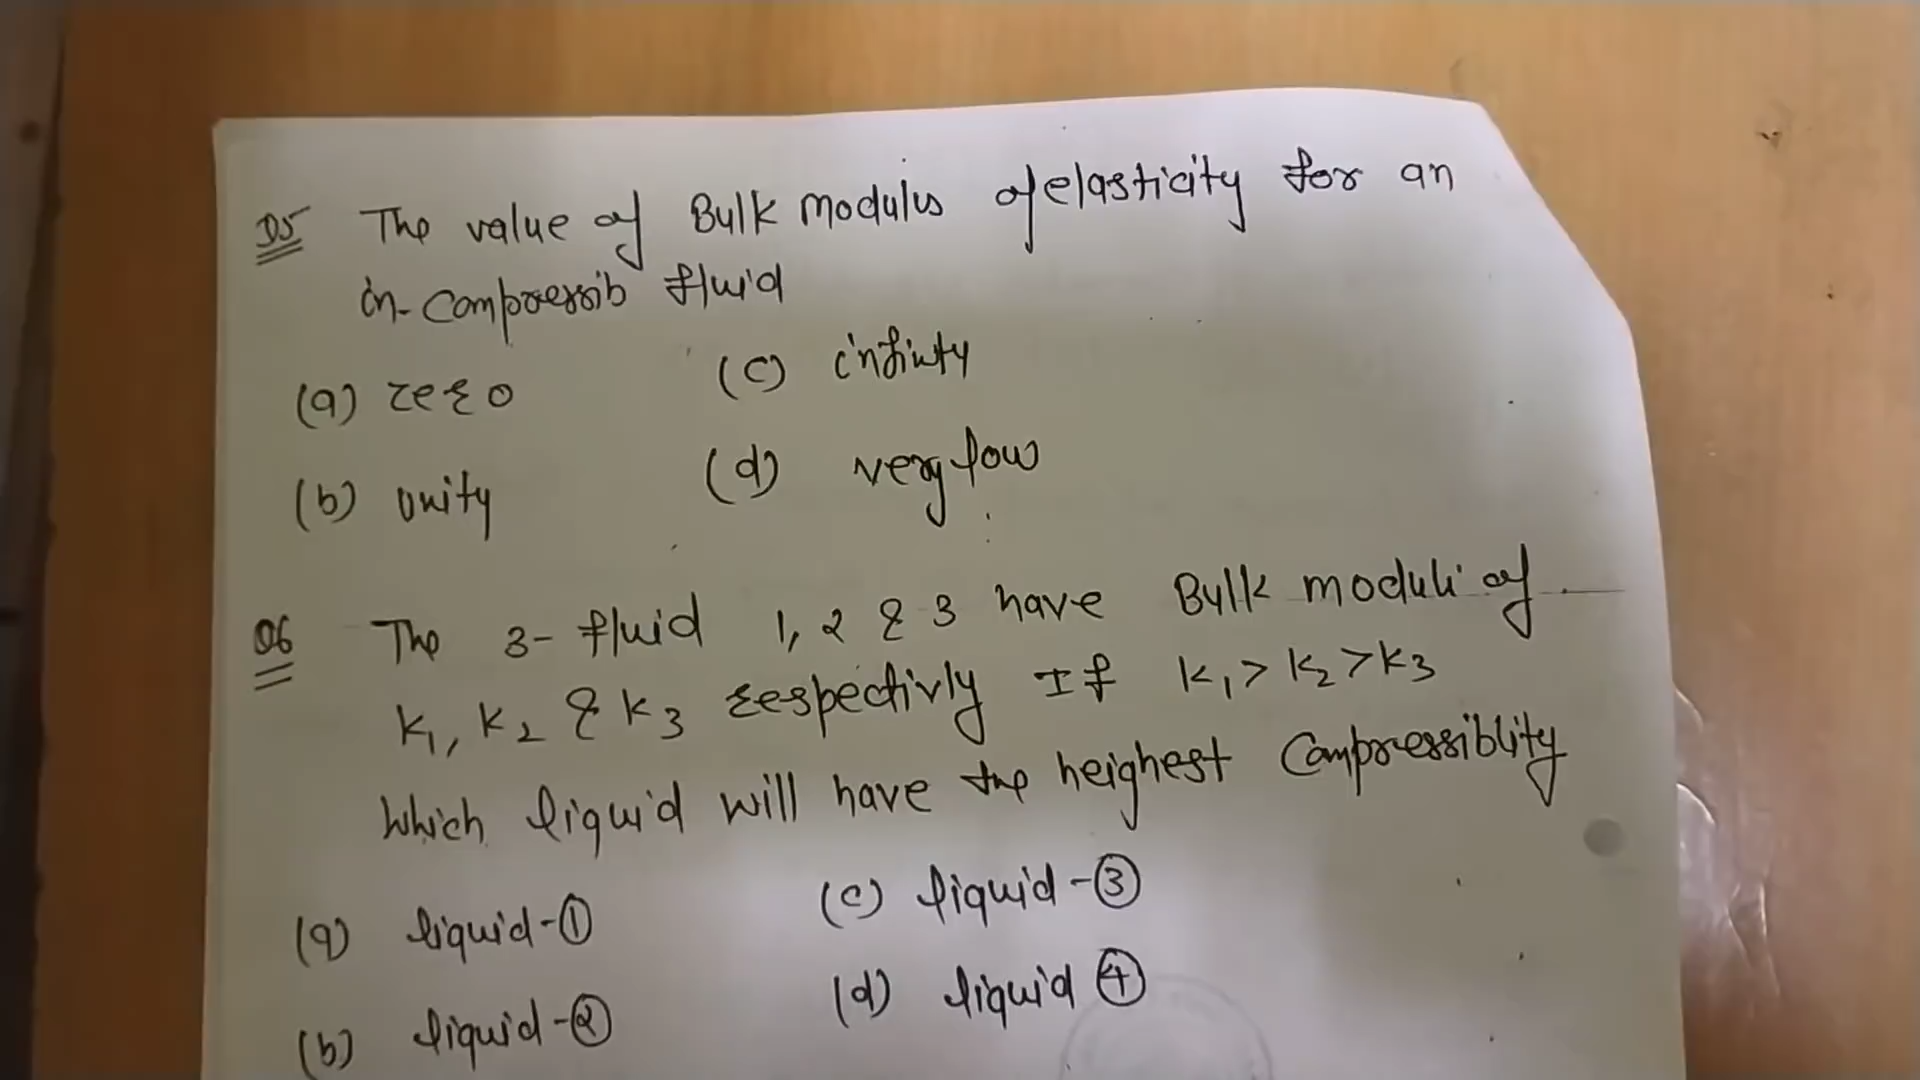 Q5 The value of Bulk modulus of elasticity for an
in-compressib fluid
(a) zero
(c) infinty
(b) unity
(d) very low
Q6 The 3- fluid 1, 2 & 3 have Bulk moduli of
K1, K2 & K3 respectivly If K1 > K2 > K3
Which liquid will have the heighest Compressiblity
(a) liquid-①
(c) liquid-③
(b) liquid-②
(d) liquid ④